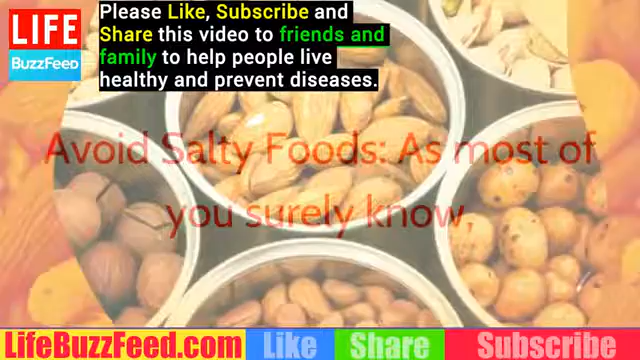 LIFE
BuzzFeed
Please Like, Subscribe and
Share this video to friends and
family to help people live
healthy and prevent diseases.
Avoid Salty Foods: As most of
you surely know
LifeBuzzFeed.com Like Share Subscribe